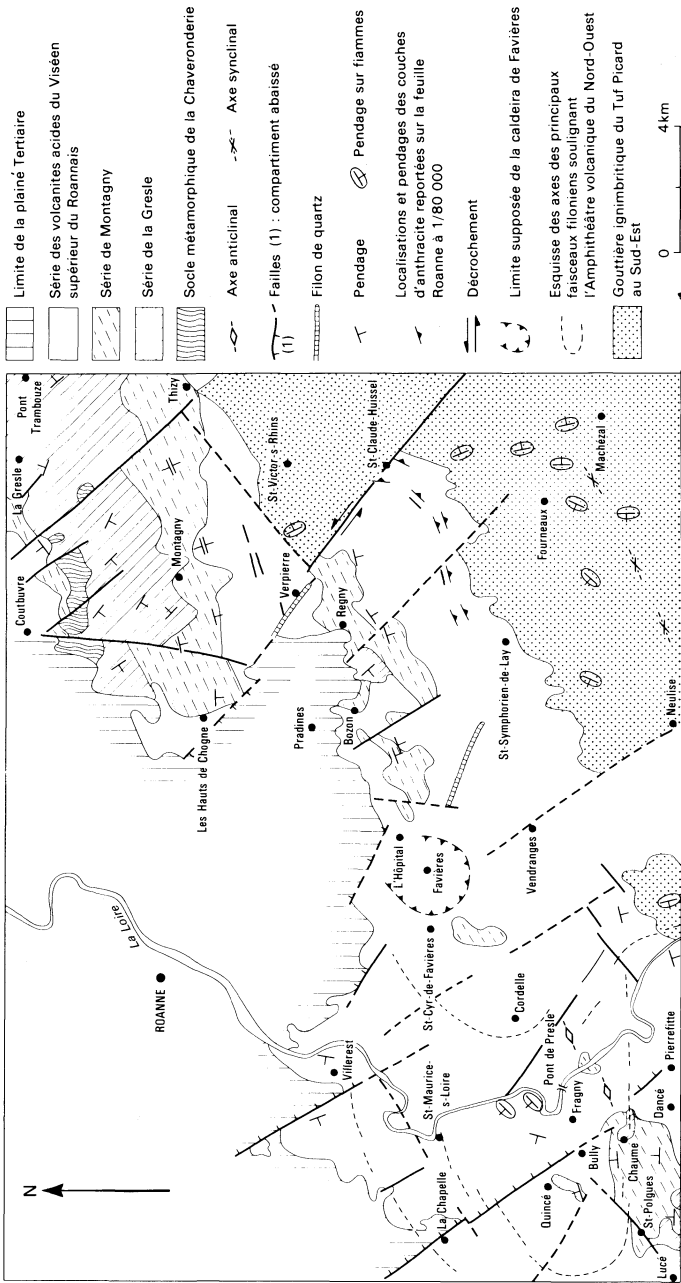 N
La Loire
ROANNE
Coutbuvre
La Gresle
Pont
Trambouze
Montagny
Thizy
Les Hauts de Chogne
Verpierre
St-Victor-s-Rhins
Pradines
Regny
St-Claude-Huissel
Bozon
Villerest
L'Hôpital
Favières
St-Cyr-de-Favières
St-Maurice-
s-Loire
La Chapelle
St-Symphorien-de-Lay
Fourneaux
Machézal
Vendranges
Cordelle
Pont de Presle
Fragny
Bully
Quincé
Neulise
Chaume
St-Polgues
Dancé
Pierrefitte
Lucé
Limite de la plainé Tertiaire
Série des volcanites acides du Viséen
supérieur du Roannais
Série de Montagny
Série de la Gresle
Socle métamorphique de la Chaveronderie
Axe anticlinal
Axe synclinal
(1)
Failles (1) : compartiment abaissé
Filon de quartz
Pendage
Pendage sur fiammes
Localisations et pendages des couches
d'anthracite reportées sur la feuille
Roanne à 1/80 000
Décrochement
Limite supposée de la caldeira de Favières
Esquisse des axes des principaux
faisceaux filoniens soulignant
l'Amphithéâtre volcanique du Nord-Ouest
Gouttière ignimbritique du Tuf Picard
au Sud-Est
0
4 km